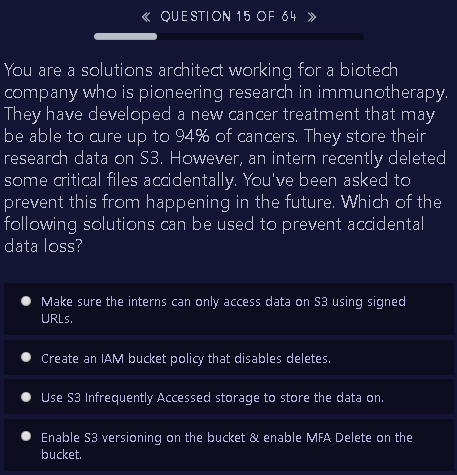 « QUESTION 15 OF 64 »
You are a solutions architect working for a biotech
company who is pioneering research in immunotherapy.
They have developed a new cancer treatment that may
be able to cure up to 94% of cancers. They store their
research data on S3. However, an intern recently deleted
some critical files accidentally. You've been asked to
prevent this from happening in the future. Which of the
following solutions can be used to prevent accidental
data loss?
Make sure the interns can only access data on S3 using signed
URLs.
Create an IAM bucket policy that disables deletes.
Use S3 Infrequently Accessed storage to store the data on.
Enable S3 versioning on the bucket & enable MFA Delete on the
bucket.